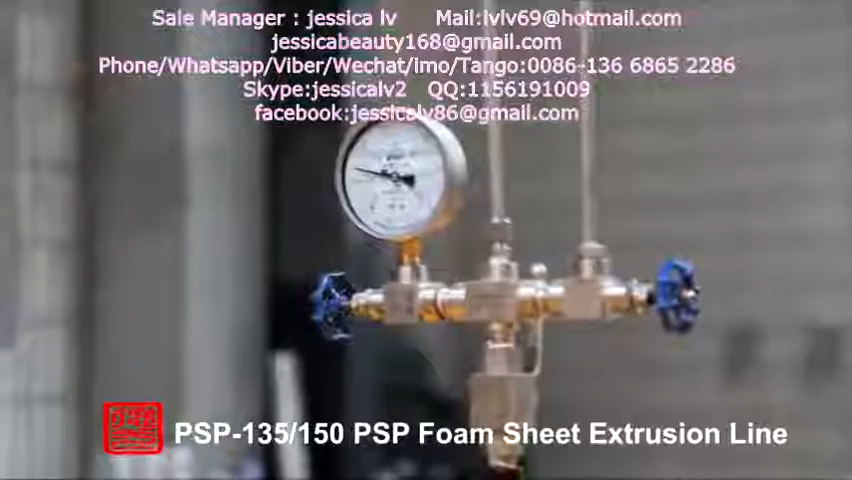 Sale Manager : jessica lv Mail:lvlv69@hotmail.com
jessicabeauty168@gmail.com
Phone/Whatsapp/Viber/Wechat/imo/Tango:0086-136 6865 2286
Skype:jessicalv2 QQ:1156191009
facebook:jessicalv86@gmail.com
PSP-135/150 PSP Foam Sheet Extrusion Line